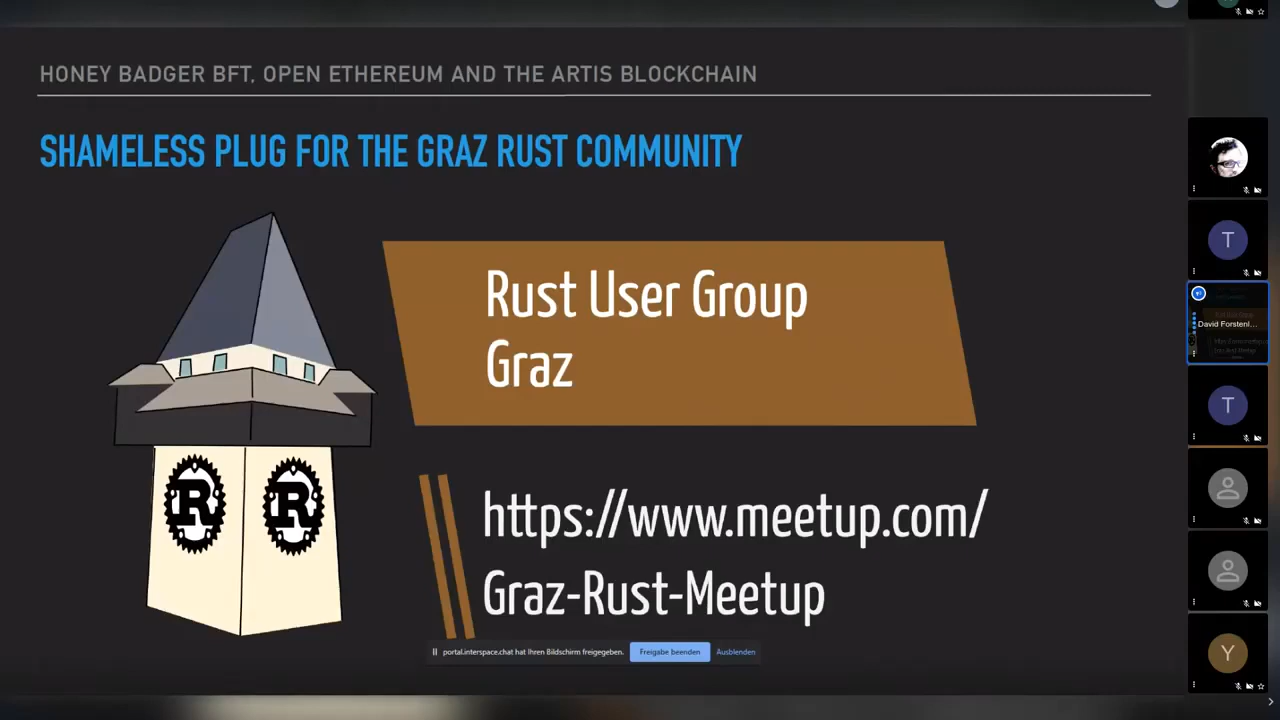 HONEY BADGER BFT, OPEN ETHEREUM AND THE ARTIS BLOCKCHAIN
SHAMELESS PLUG FOR THE GRAZ RUST COMMUNITY
Rust User Group
Graz
R R
https://www.meetup.com/
Graz-Rust-Meetup
portal.interspace.chat hat Ihren Bildschirm freigegeben. Freigabe beenden Ausblenden
T
David Forstenl...
T
Y